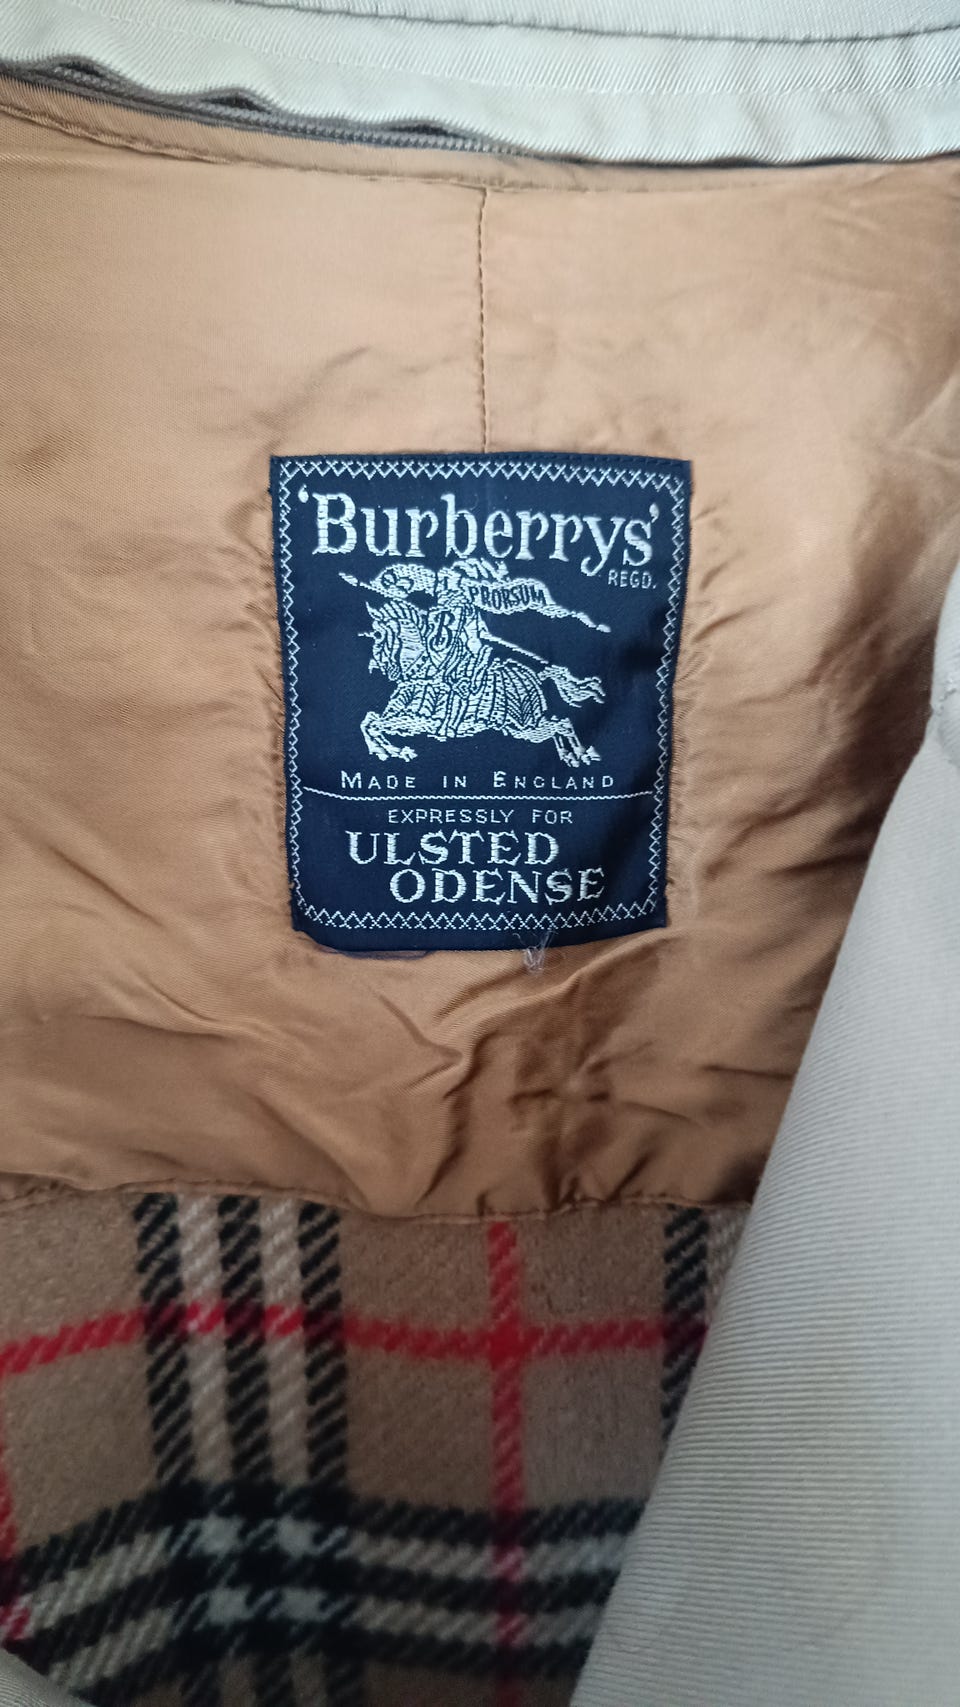 ‘Burberrys’
REGD.
PRORSUM
B
MADE IN ENGLAND
EXPRESSLY FOR
ULSTED
ODENSE